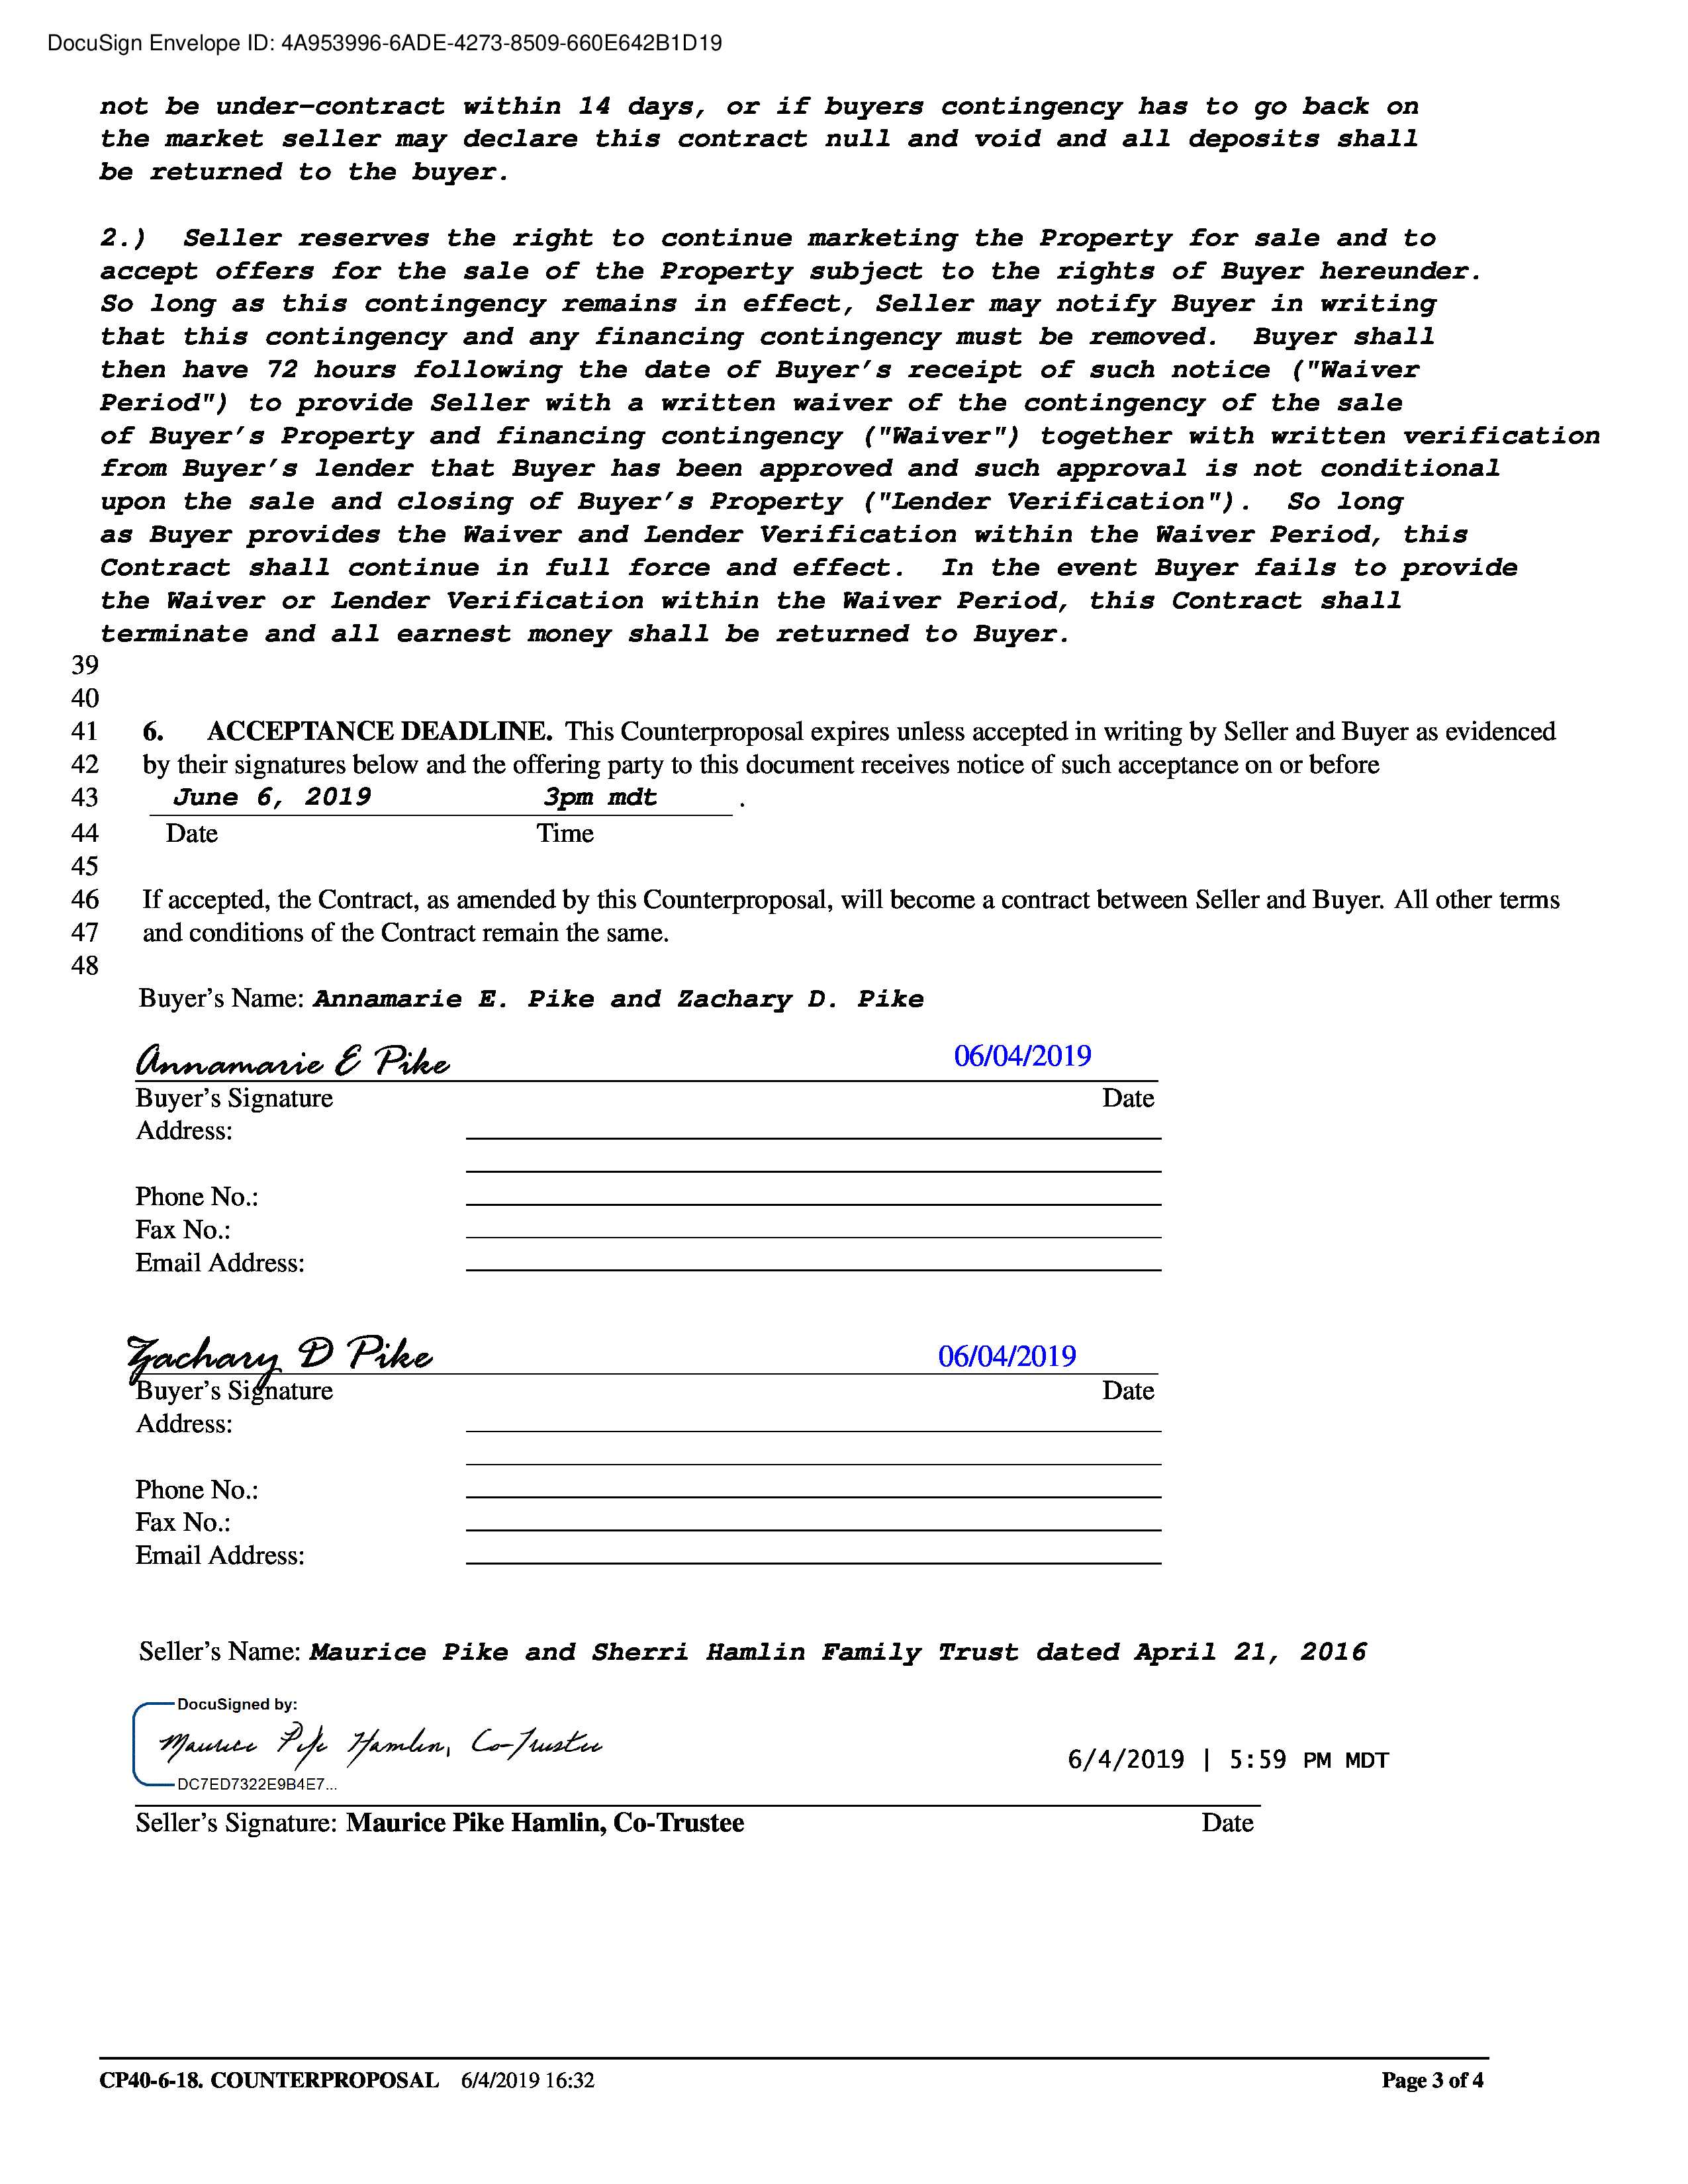 DocuSign Envelope ID: 4A953996-6ADE-4273-8509-660E642B1D19
not be under-contract within 14 days, or if buyers contingency has to go back on
the market seller may declare this contract null and void and all deposits shall
be returned to the buyer.
2.) Seller reserves the right to continue marketing the Property for sale and to
accept offers for the sale of the Property subject to the rights of Buyer hereunder.
So long as this contingency remains in effect, Seller may notify Buyer in writing
that this contingency and any financing contingency must be removed. Buyer shall
then have 72 hours following the date of Buyer's receipt of such notice ("Waiver
Period") to provide Seller with a written waiver of the contingency of the sale
of Buyer's Property and financing contingency ("Waiver") together with written verification
from Buyer's lender that Buyer has been approved and such approval is not conditional
upon the sale and closing of Buyer's Property ("Lender Verification"). So long
as Buyer provides the Waiver and Lender Verification within the Waiver Period, this
Contract shall continue in full force and effect. In the event Buyer fails to provide
the Waiver or Lender Verification within the Waiver Period, this Contract shall
terminate and all earnest money shall be returned to Buyer.
39
40
41 6. ACCEPTANCE DEADLINE. This Counterproposal expires unless accepted in writing by Seller and Buyer as evidenced
42 by their signatures below and the offering party to this document receives notice of such acceptance on or before
43 June 6, 2019 3pm mdt .
44 Date Time
45
46 If accepted, the Contract, as amended by this Counterproposal, will become a contract between Seller and Buyer. All other terms
47 and conditions of the Contract remain the same.
48
Buyer's Name: Annamarie E. Pike and Zachary D. Pike
Annamarie E Pike 06/04/2019
Buyer's Signature Date
Address:
Phone No.:
Fax No.:
Email Address:
Zachary D Pike 06/04/2019
Buyer's Signature Date
Address:
Phone No.:
Fax No.:
Email Address:
Seller's Name: Maurice Pike and Sherri Hamlin Family Trust dated April 21, 2016
DocuSigned by:
Maurice Pike Hamlin, Co-Trustee 6/4/2019 | 5:59 PM MDT
DC7ED7322E9B4E7...
Seller's Signature: Maurice Pike Hamlin, Co-Trustee Date
CP40-6-18. COUNTERPROPOSAL 6/4/2019 16:32 Page 3 of 4